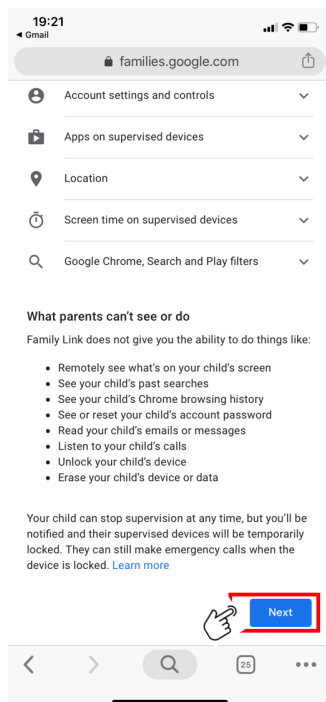 19:21
◀ Gmail
families.google.com
Account settings and controls
Apps on supervised devices
Location
Screen time on supervised devices
Google Chrome, Search and Play filters
What parents can't see or do
Family Link does not give you the ability to do things like:
• Remotely see what's on your child's screen
• See your child's past searches
• See your child's Chrome browsing history
• See or reset your child's account password
• Read your child's emails or messages
• Listen to your child's calls
• Unlock your child's device
• Erase your child's device or data
Your child can stop supervision at any time, but you'll be
notified and their supervised devices will be temporarily
locked. They can still make emergency calls when the
device is locked. Learn more
Next
25